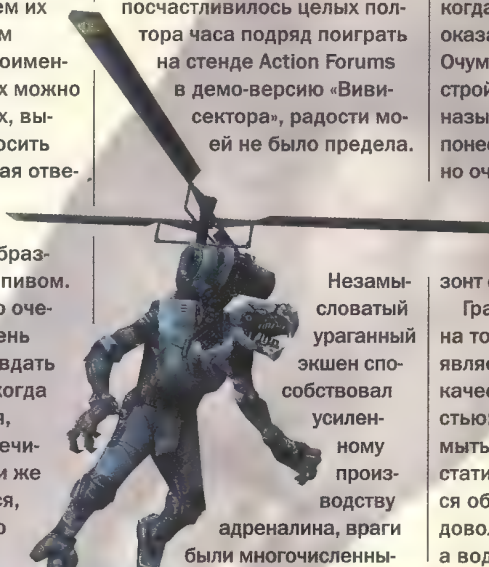 ем их
м
оимен-
х можно
х, вы-
осить
ая отве-
браз-
пивом.
о оче-
ень
вдать
когда
я,
ечи-
и же
ся,
о
посчастливилось целых пол-
тора часа подряд поиграть
на стенде Action Forums
в демо-версию «Виви-
сектора», радости мо-
ей не было предела.
Незамы-
словатый
ураганный
экшен спо-
собствовал
усилен-
ному
произ-
водству
адреналина, враги
были многочисленны-
когда
оказа
Очум
строй
назы
понес
но оч
зонт
Гра
на то
являе
качес
стью:
мыть
стати
ся об
довол
а вод